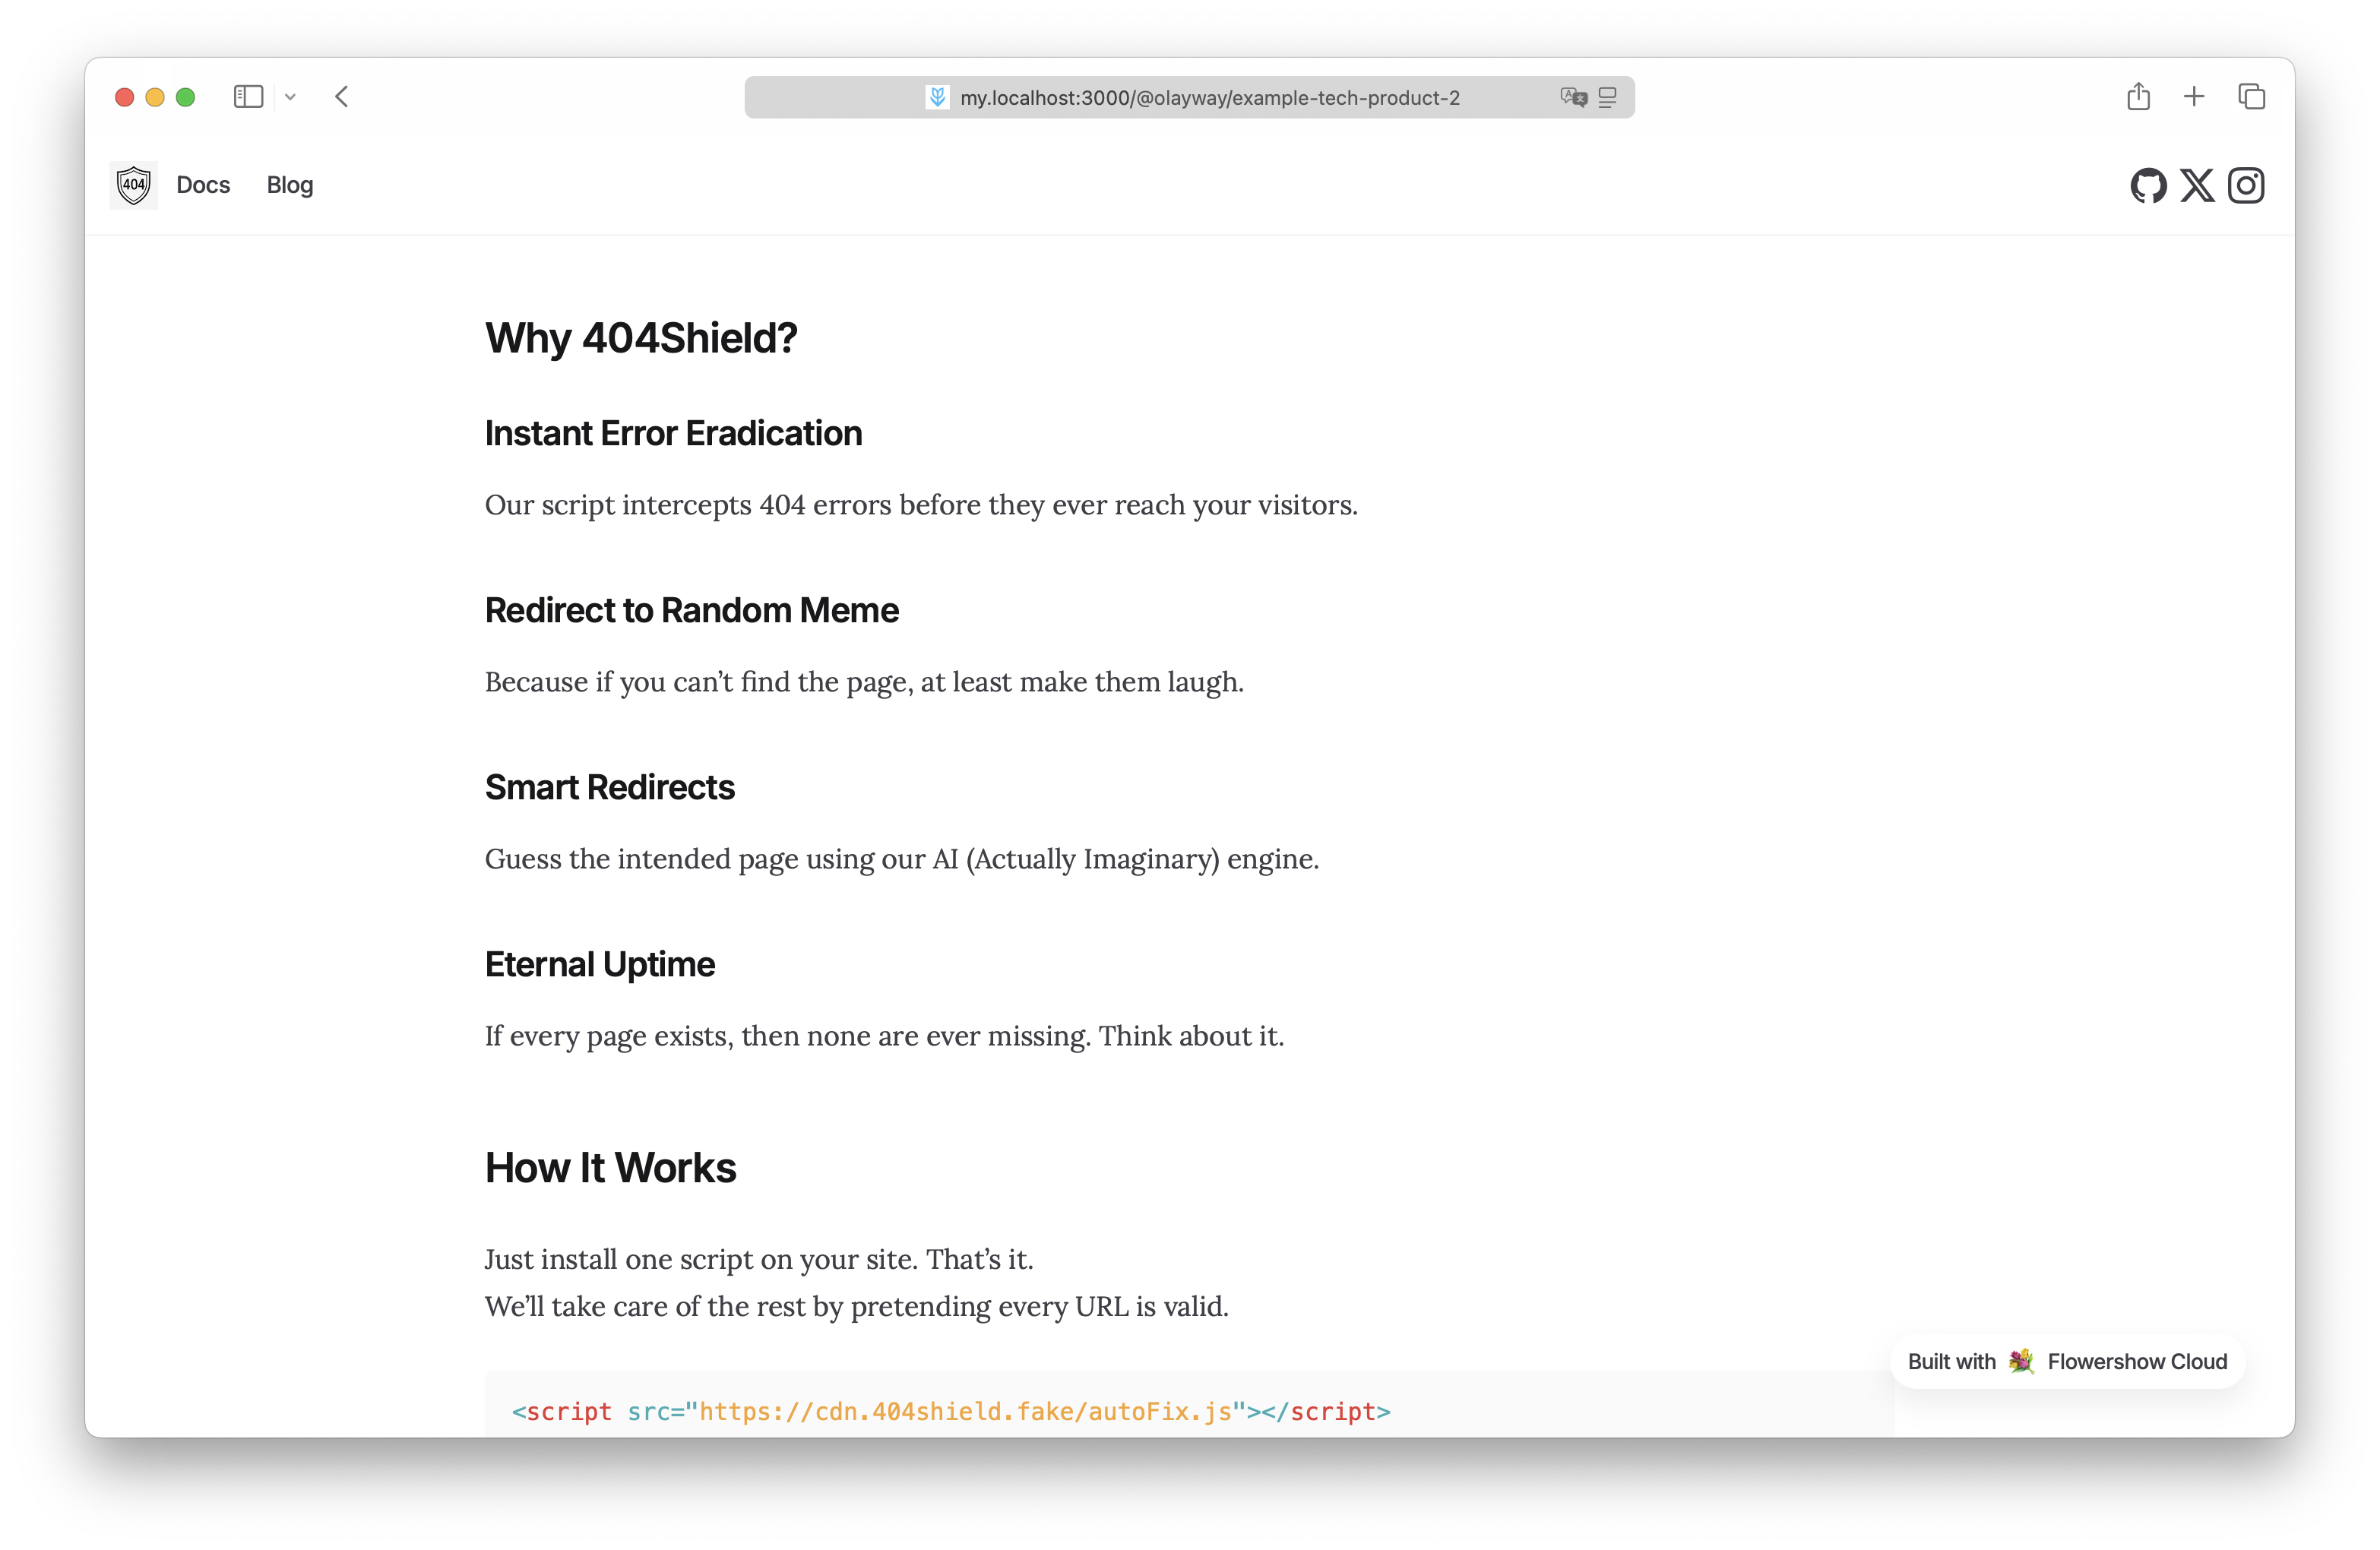 my.localhost:3000/@olayway/example-tech-product-2
404 Docs Blog
Why 404Shield?
Instant Error Eradication
Our script intercepts 404 errors before they ever reach your visitors.
Redirect to Random Meme
Because if you can’t find the page, at least make them laugh.
Smart Redirects
Guess the intended page using our AI (Actually Imaginary) engine.
Eternal Uptime
If every page exists, then none are ever missing. Think about it.
How It Works
Just install one script on your site. That’s it.
We’ll take care of the rest by pretending every URL is valid.
Built with Flowershow Cloud
<script src="https://cdn.404shield.fake/autoFix.js"></script>